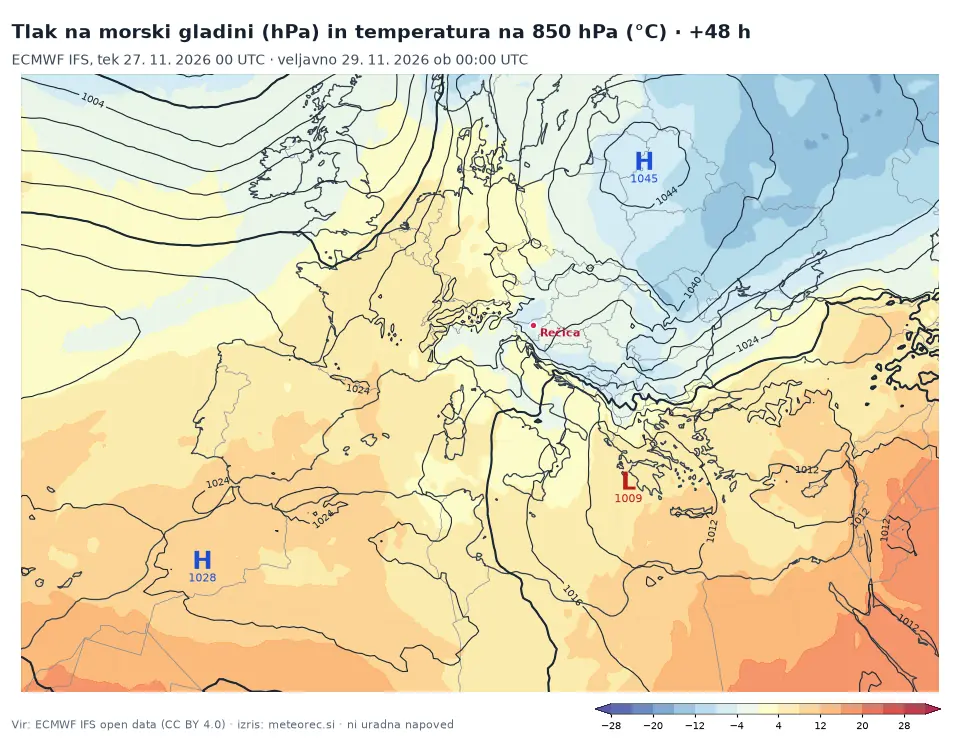 Tlak na morski gladini (hPa) in temperatura na 850 hPa (°C) · +48 h
ECMWF IFS, tek 27. 11. 2026 00 UTC · veljavno 29. 11. 2026 ob 00:00 UTC
1004
H
1045
1044
1040
Rečica
1024
1024
1024
L
1009
1012
1024
1012
1012
1012
H
1028
1016
1012
Vir: ECMWF IFS open data (CC BY 4.0) · izris: meteorec.si · ni uradna napoved
−28 −20 −12 −4 4 12 20 28